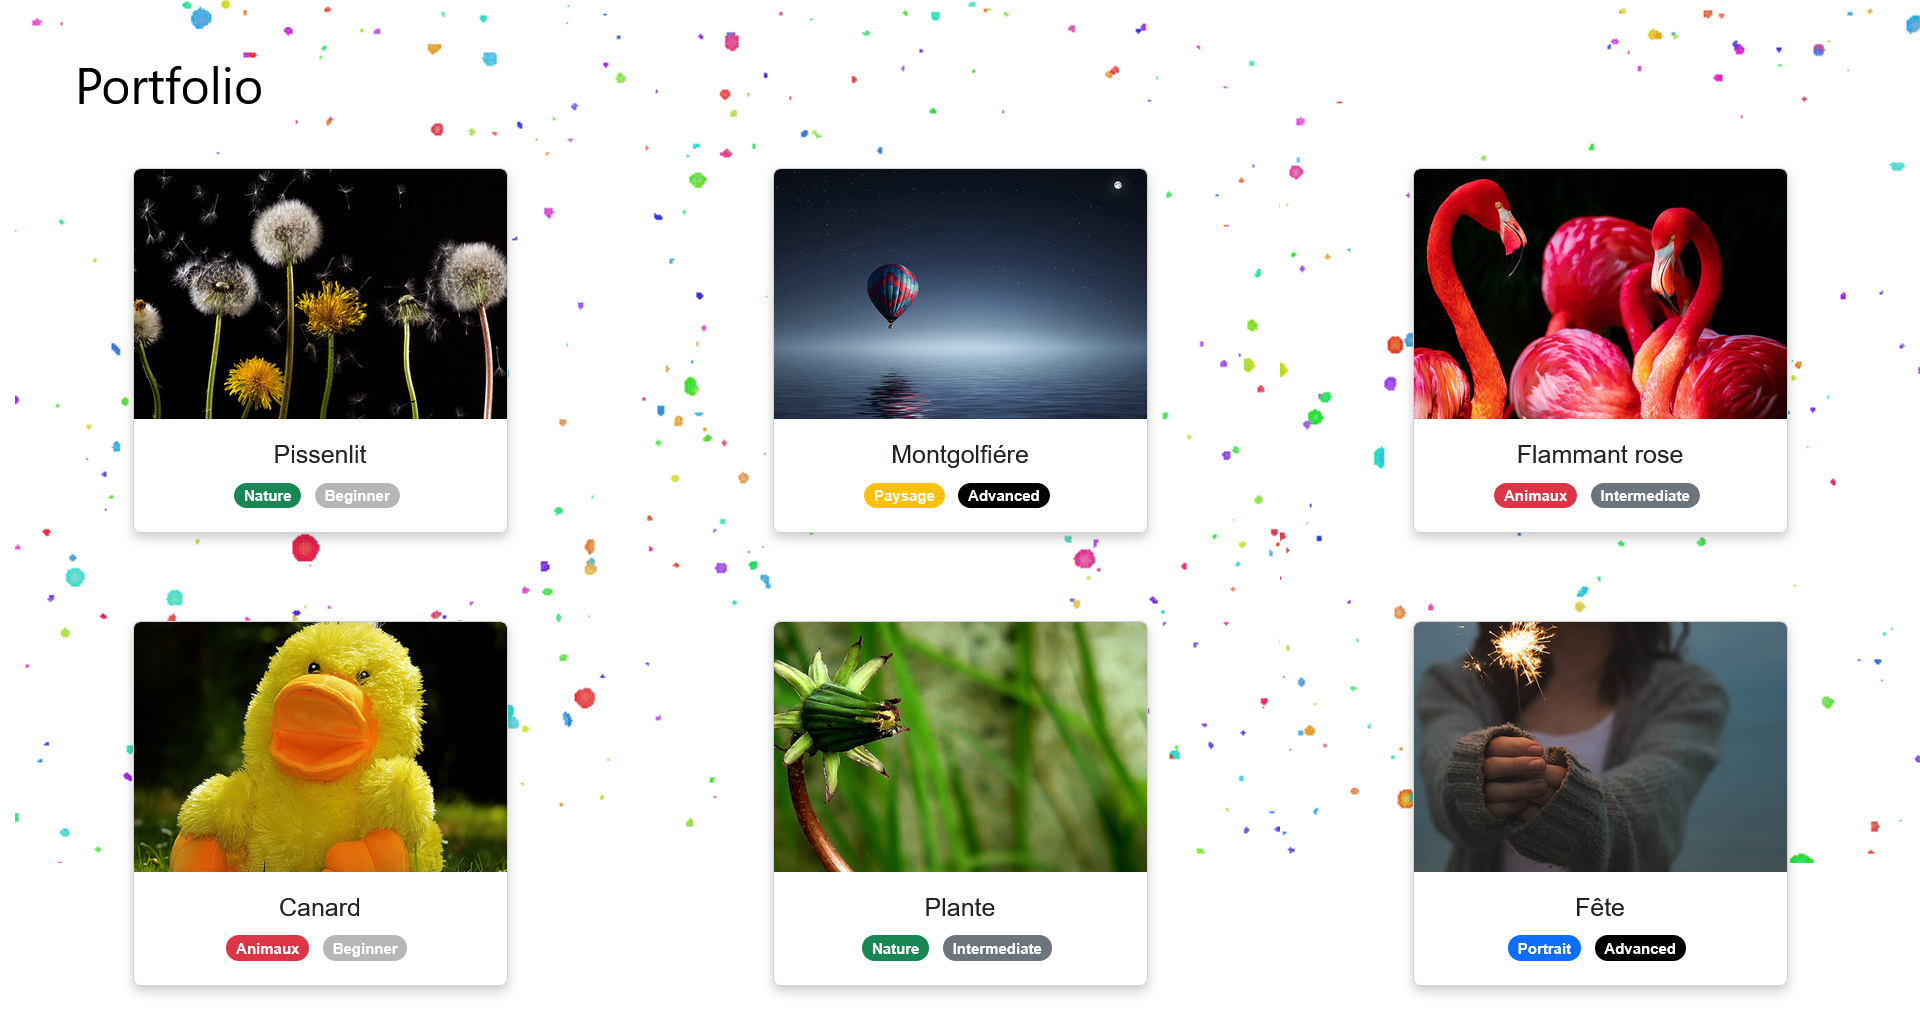 Portfolio
Pissenlit
Nature Beginner
Montgolfiére
Paysage Advanced
Flammant rose
Animaux Intermediate
Canard
Animaux Beginner
Plante
Nature Intermediate
Fête
Portrait Advanced